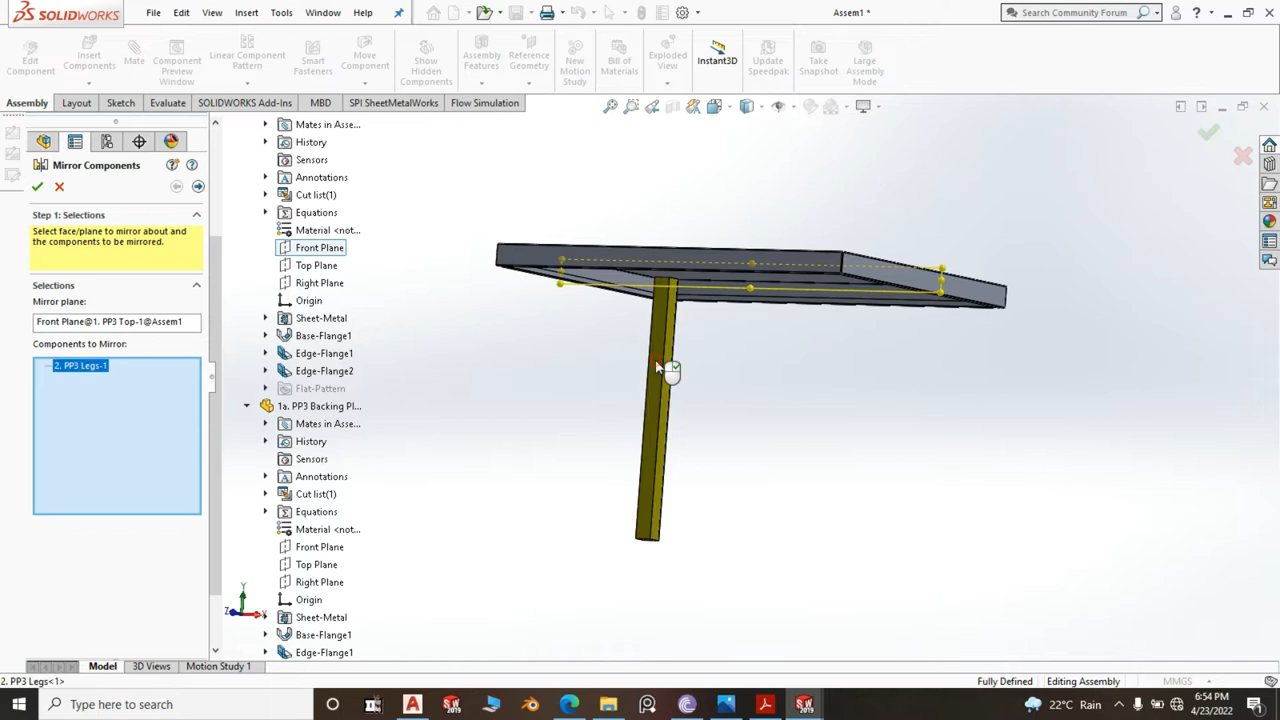 SOLIDWORKS
File Edit View Insert Tools Window Help
Assem1 *
Search Community Forum
Edit Component
Insert Components
Mate
Component Preview Window
Linear Component Pattern
Smart Fasteners
Move Component
Show Hidden Components
Assembly Features
Reference Geometry
New Motion Study
Bill of Materials
Exploded View
Instant3D
Update Speedpak
Take Snapshot
Large Assembly Mode
Assembly Layout Sketch Evaluate SOLIDWORKS Add-Ins MBD SPI SheetMetalWorks Flow Simulation
Mirror Components
Step 1: Selections
Select face/plane to mirror about and
the components to be mirrored.
Selections
Mirror plane:
Front Plane@1. PP3 Top-1@Assem1
Components to Mirror:
2. PP3 Legs-1
Mates in Asse...
History
Sensors
Annotations
Cut list(1)
Equations
Material <not...
Front Plane
Top Plane
Right Plane
Origin
Sheet-Metal
Base-Flange1
Edge-Flange1
Edge-Flange2
Flat-Pattern
1a. PP3 Backing Pl...
Mates in Asse...
History
Sensors
Annotations
Cut list(1)
Equations
Material <not...
Front Plane
Top Plane
Right Plane
Origin
Sheet-Metal
Base-Flange1
Edge-Flange1
Y
Z
X
Model 3D Views Motion Study 1
2. PP3 Legs<1>
Fully Defined Editing Assembly MMGS
Type here to search
22°C Rain
6:54 PM
4/23/2022